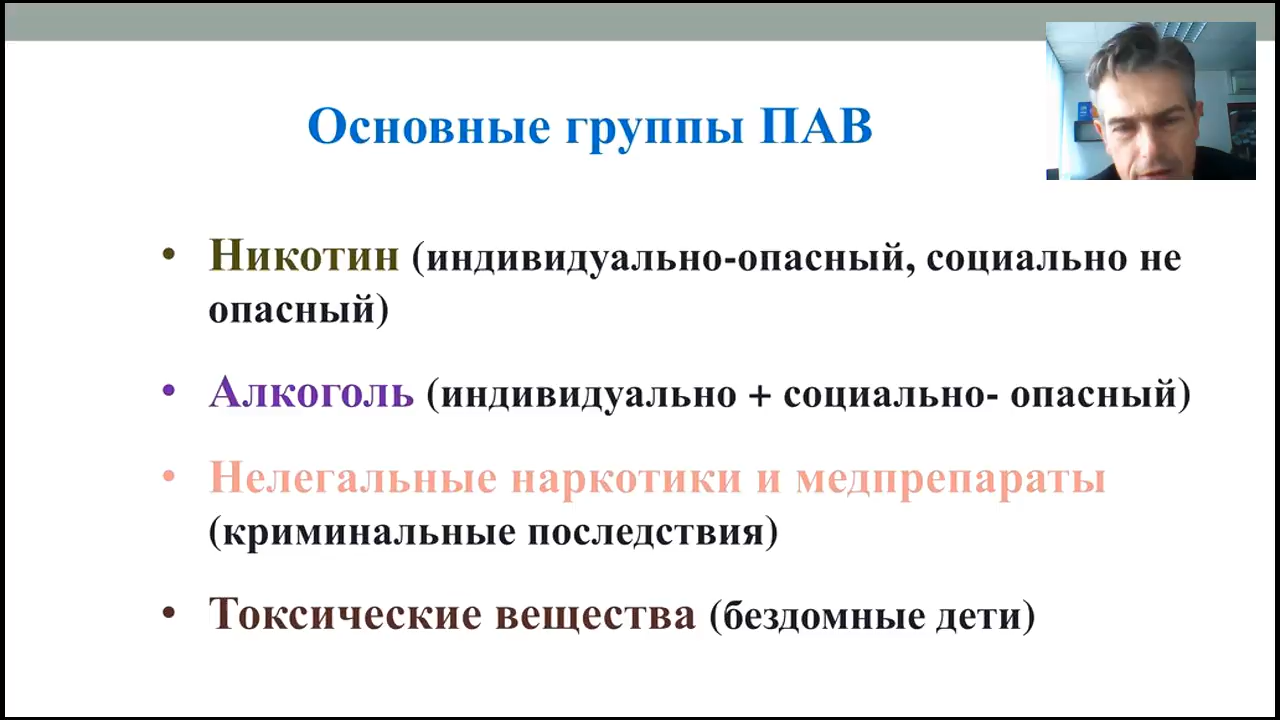 Основные группы ПАВ
• Никотин (индивидуально-опасный, социально не
опасный)
• Алкоголь (индивидуально + социально- опасный)
• Нелегальные наркотики и медпрепараты
(криминальные последствия)
• Токсические вещества (бездомные дети)